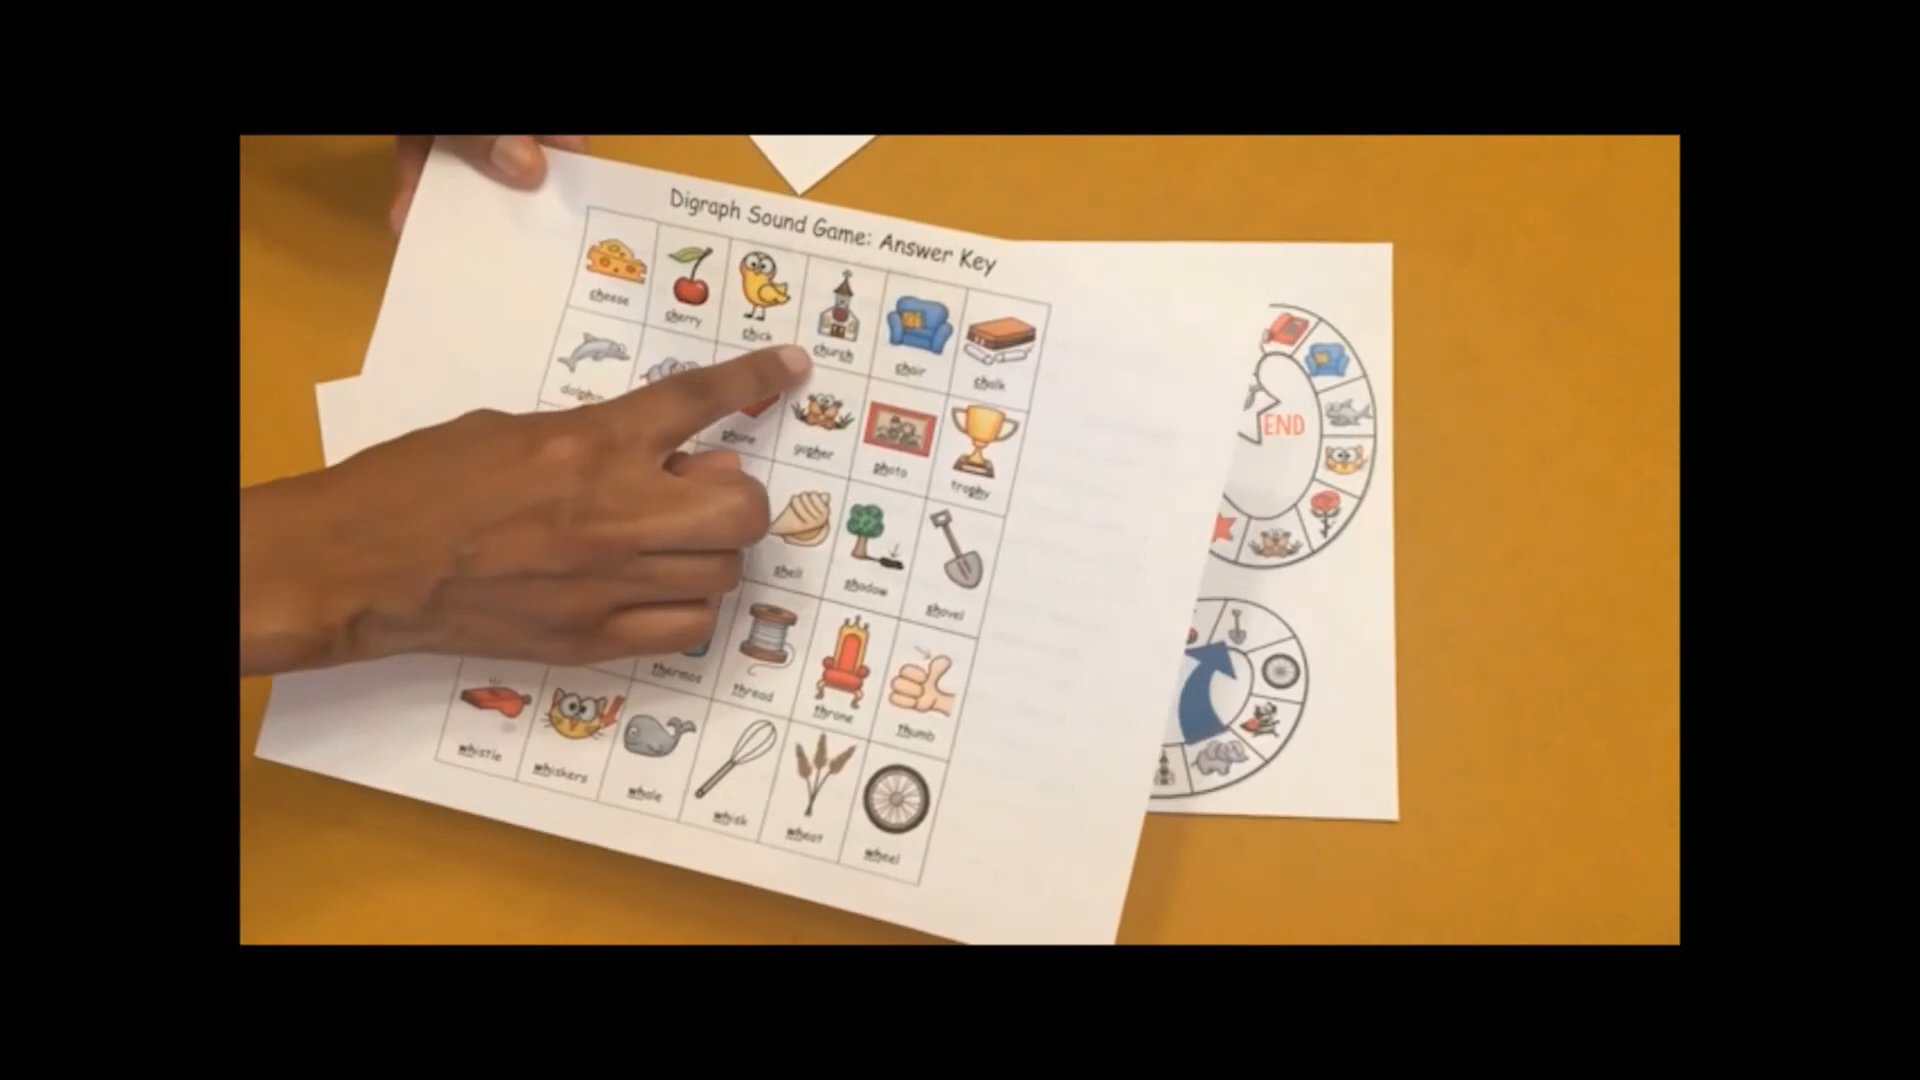 Digraph Sound Game: Answer Key
cheese cherry chick church chair chalk
dolphin phone gopher photo trophy
shell shadow shovel
thermos thread throne thumb
whistle whiskers whale whisk wheat wheel
END